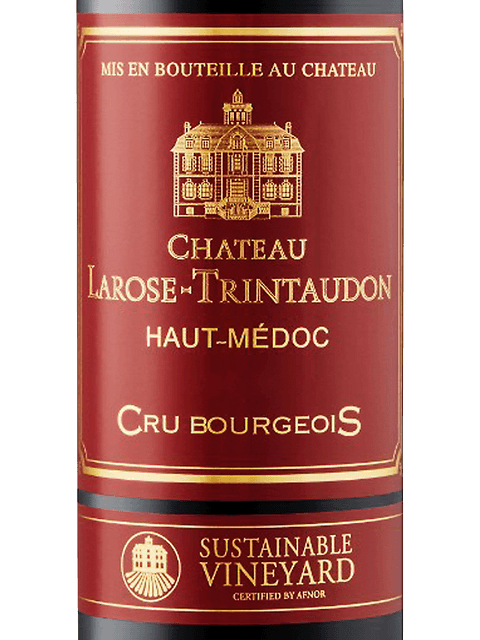 MIS EN BOUTEILLE AU CHATEAU
CHATEAU
LAROSE-TRINTAUDON
HAUT-MÉDOC
CRU BOURGEOIS
SUSTAINABLE
VINEYARD
CERTIFIED BY AFNOR